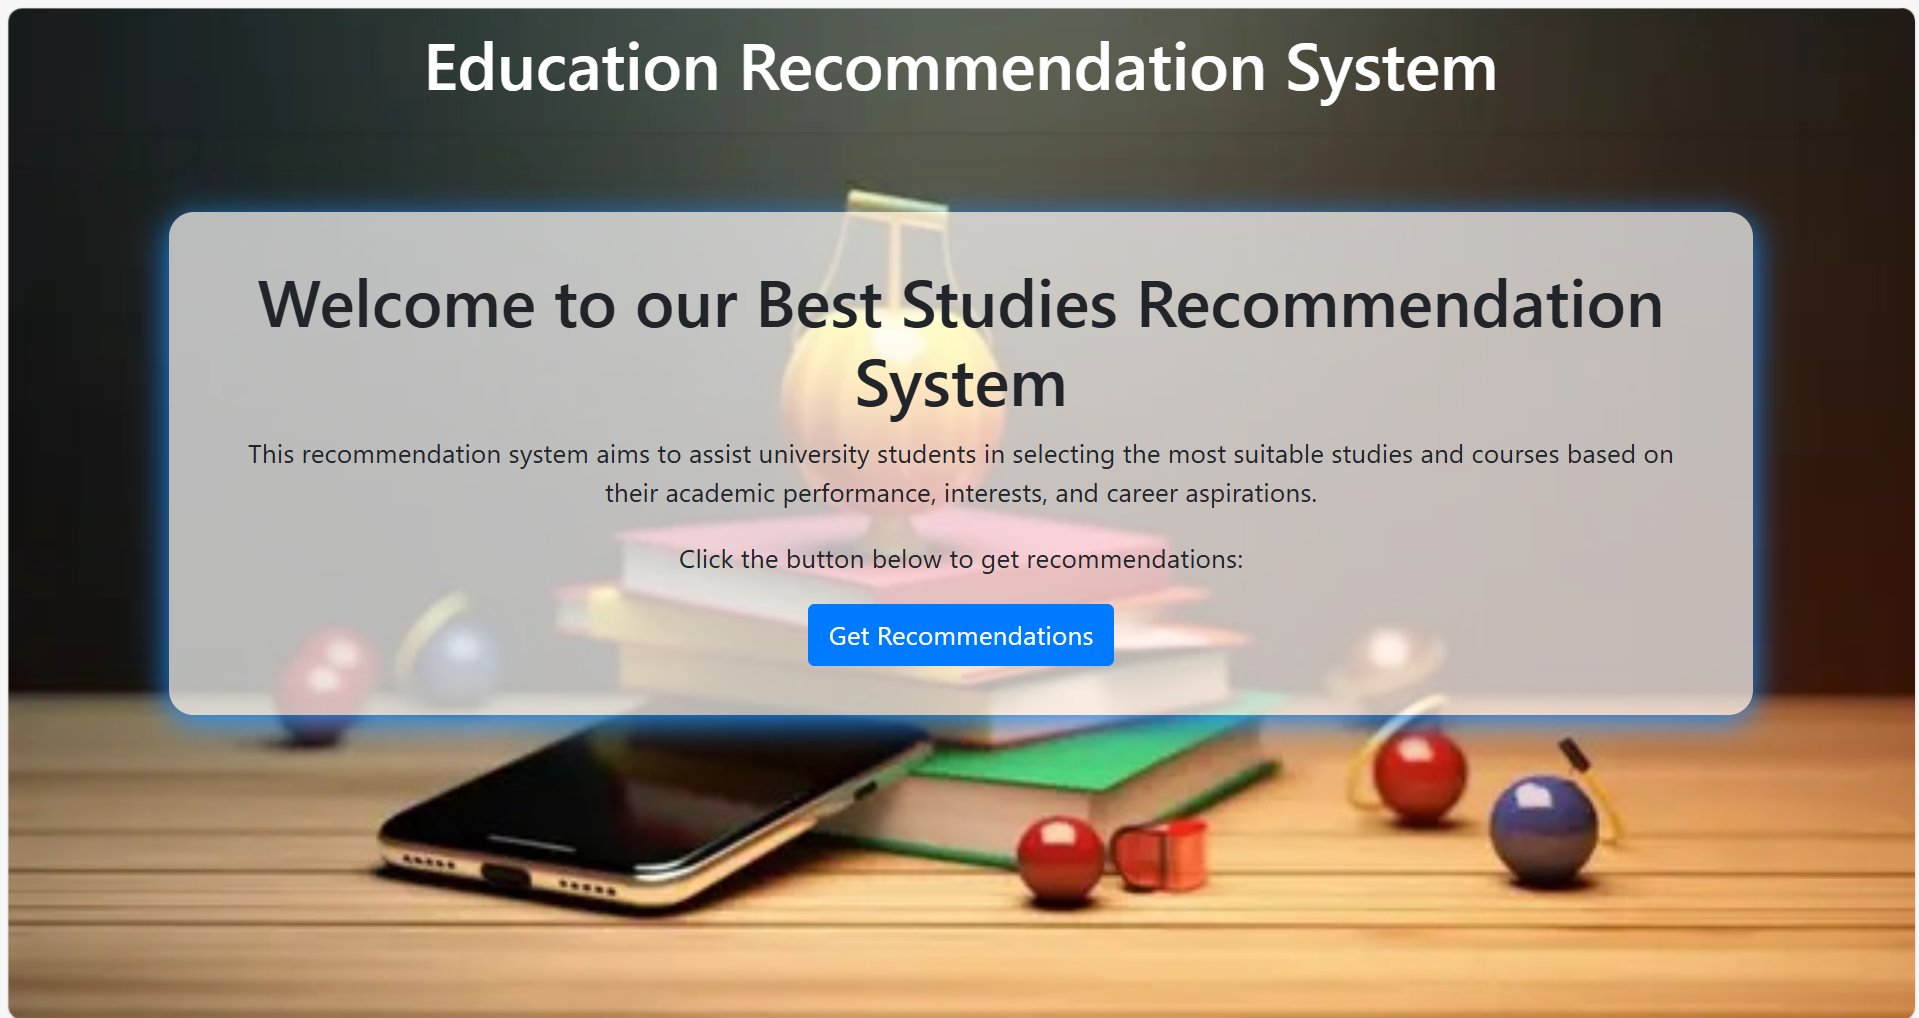 Education Recommendation System
Welcome to our Best Studies Recommendation
System
This recommendation system aims to assist university students in selecting the most suitable studies and courses based on
their academic performance, interests, and career aspirations.
Click the button below to get recommendations:
Get Recommendations